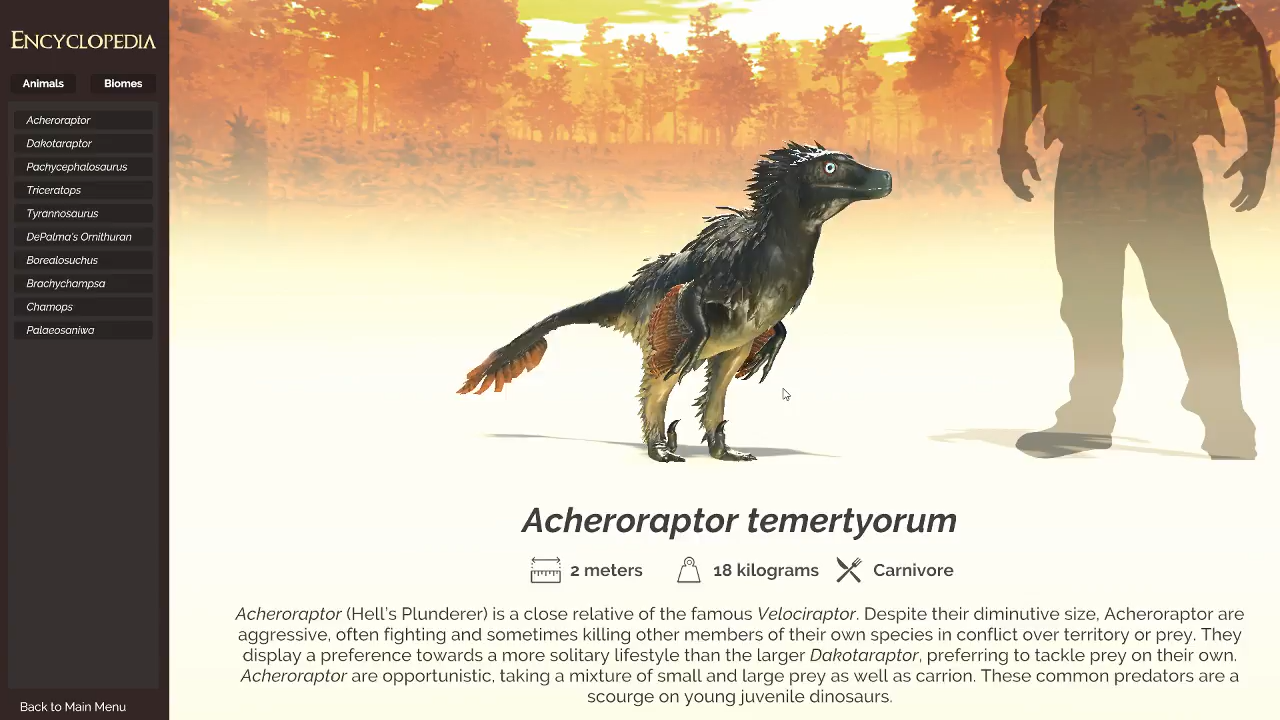 ENCYCLOPEDIA
Animals Biomes
Acheroraptor
Dakotaraptor
Pachycephalosaurus
Triceratops
Tyrannosaurus
DePalma's Ornithuran
Borealosuchus
Brachychampsa
Chamops
Palaeosaniwa
Back to Main Menu
Acheroraptor temertyorum
2 meters 18 kilograms Carnivore
Acheroraptor (Hell's Plunderer) is a close relative of the famous Velociraptor. Despite their diminutive size, Acheroraptor are
aggressive, often fighting and sometimes killing other members of their own species in conflict over territory or prey. They
display a preference towards a more solitary lifestyle than the larger Dakotaraptor, preferring to tackle prey on their own.
Acheroraptor are opportunistic, taking a mixture of small and large prey as well as carrion. These common predators are a
scourge on young juvenile dinosaurs.